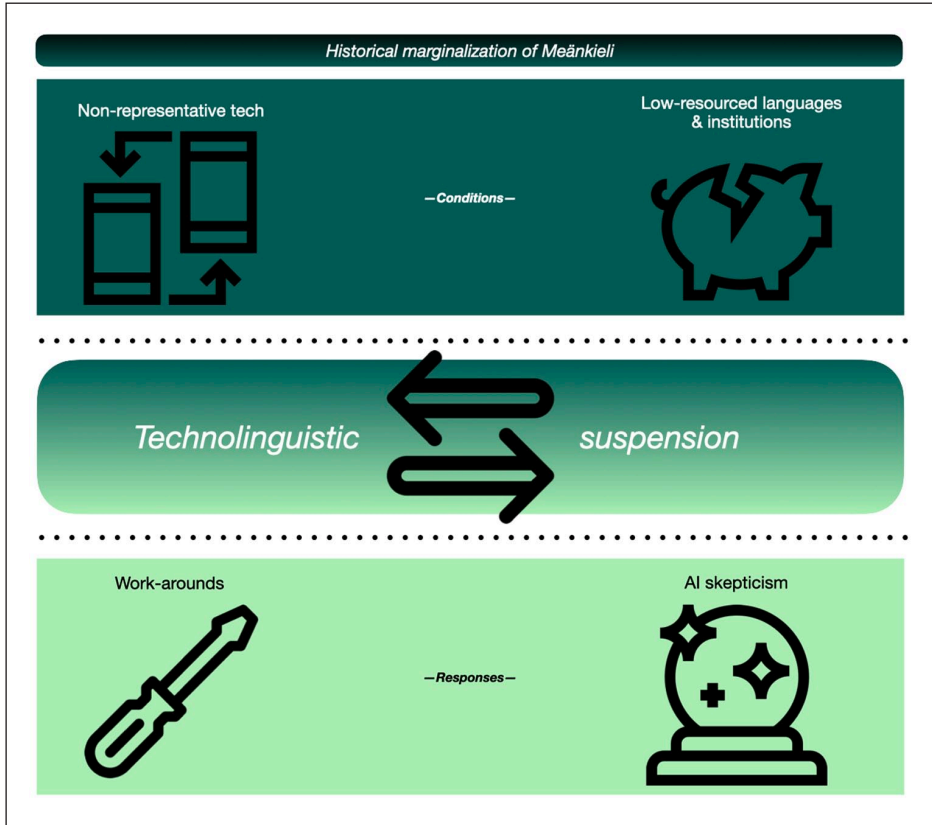 Historical marginalization of Meänkieli
Non-representative tech
Low-resourced languages
& institutions
—Conditions—
Technolinguistic suspension
Work-arounds
AI skepticism
—Responses—